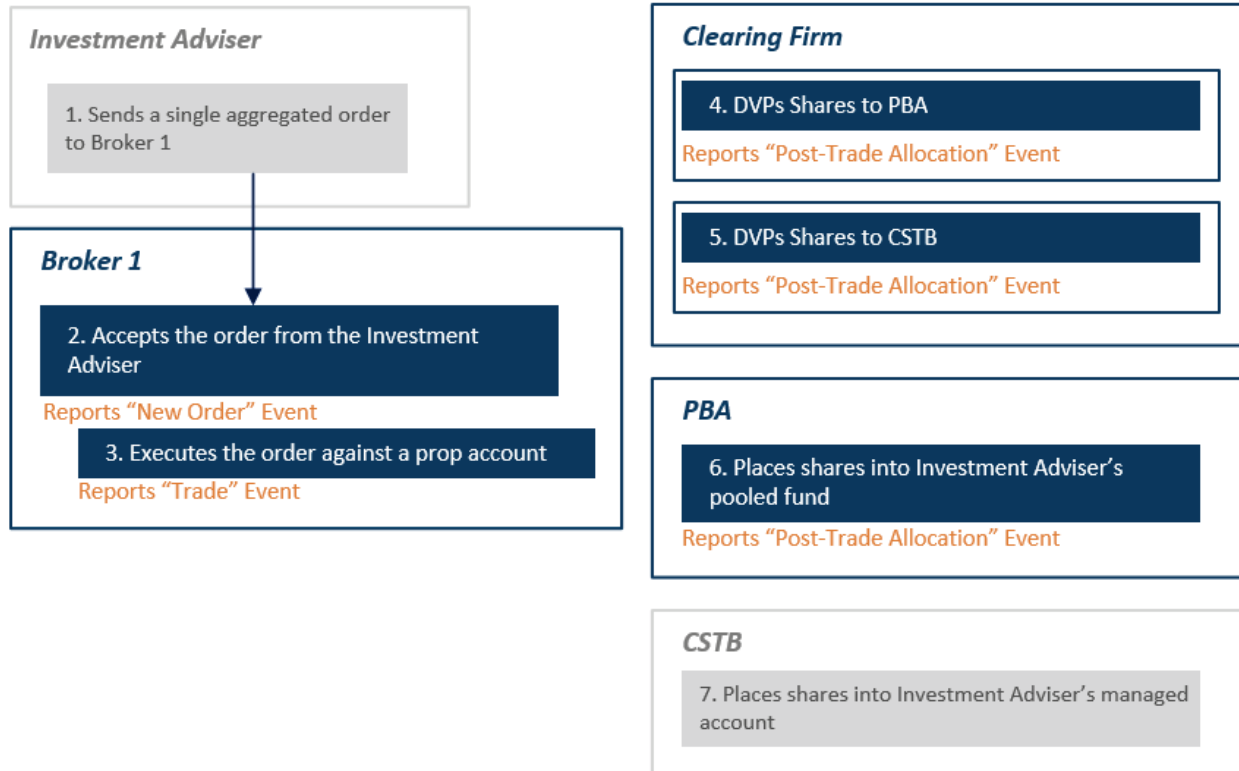 Investment Adviser
1. Sends a single aggregated order
to Broker 1
Broker 1
2. Accepts the order from the Investment
Adviser
Reports “New Order” Event
3. Executes the order against a prop account
Reports “Trade” Event
Clearing Firm
4. DVPs Shares to PBA
Reports “Post-Trade Allocation” Event
5. DVPs Shares to CSTB
Reports “Post-Trade Allocation” Event
PBA
6. Places shares into Investment Adviser’s
pooled fund
Reports “Post-Trade Allocation” Event
CSTB
7. Places shares into Investment Adviser’s managed
account